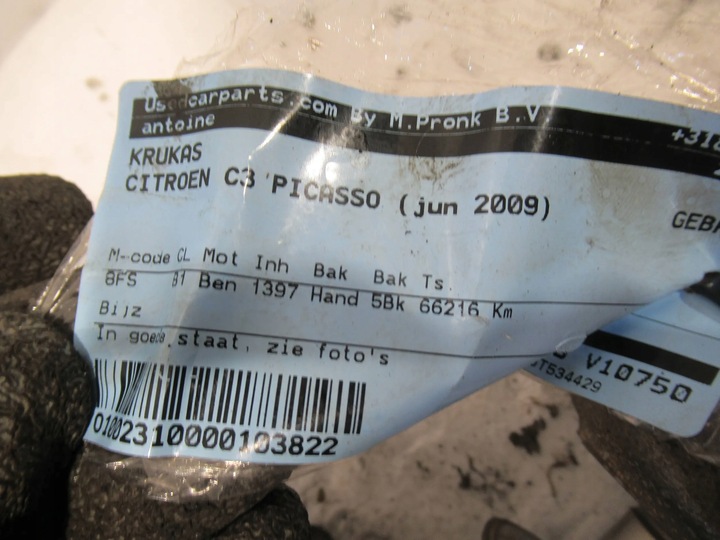 Usedcarparts.com By M.Pronk B.V
antoine
KRUKAS
CITROEN C3 PICASSO (jun 2009)
M-code CL Mot Inh Bak Bak Ts.
8FS B1 Ben 1397 Hand 5Bk 66216 Km
Bijz
In goede staat, zie foto's
V10750
01002310000103822